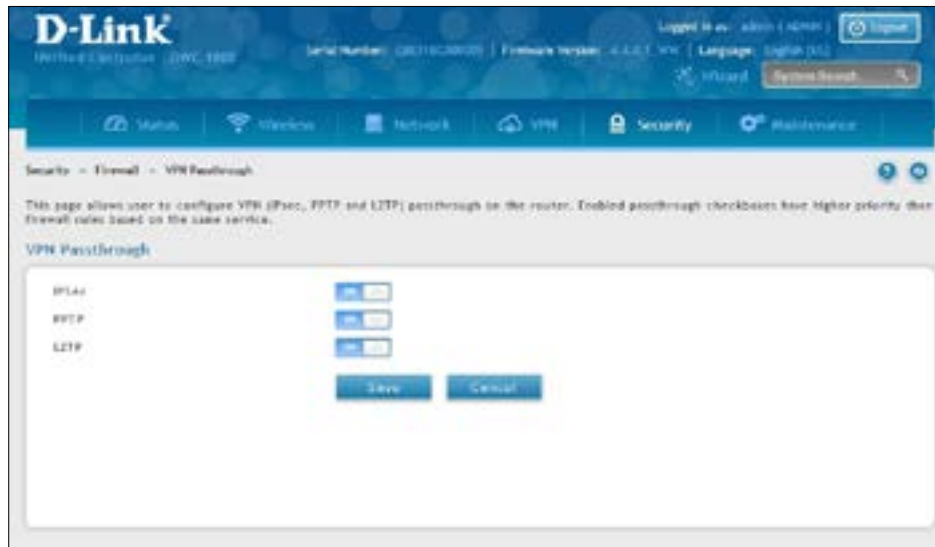 D-Link
Logged in as: admin ( ADMIN )
Logout
Unified Controller - DWC-1000
Serial Number:
Firmware Version:
WW
Language: English [US]
Wizard
System Search...
Status
Wireless
Network
VPN
Security
Maintenance
Security » Firewall » VPN Passthrough
This page allows user to configure VPN (IPsec, PPTP and L2TP) passthrough on the router. Enabled passthrough checkboxes have higher priority than
firewall rules based on the same service.
VPN Passthrough
IPSec
PPTP
L2TP
Save
Cancel